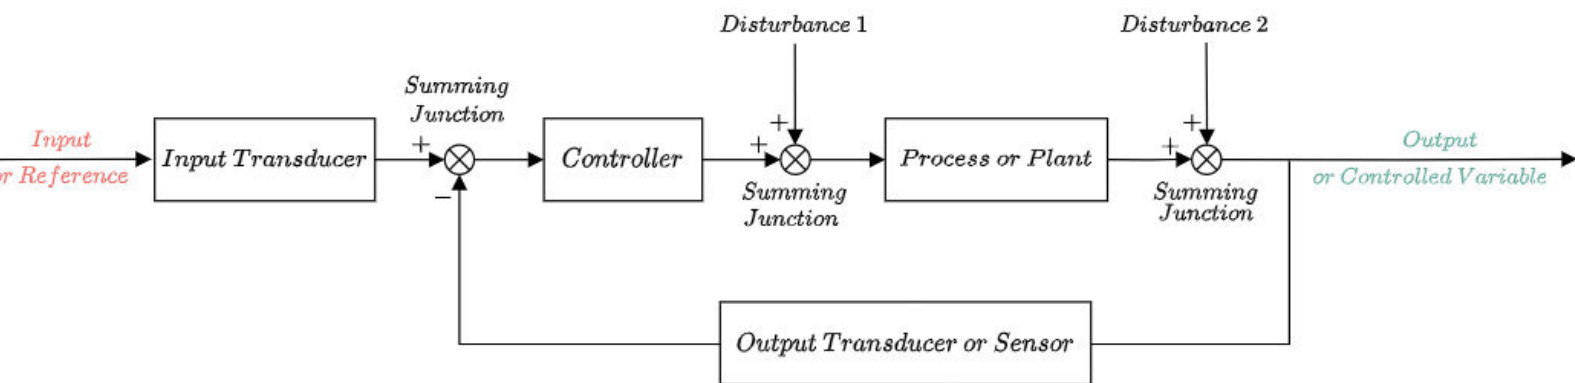 Disturbance 1
Disturbance 2
Summing
Junction
+
+
+
+
+
Input
or Reference
Input Transducer
Controller
Process or Plant
Output
or Controlled Variable
−
Summing
Junction
Summing
Junction
Output Transducer or Sensor